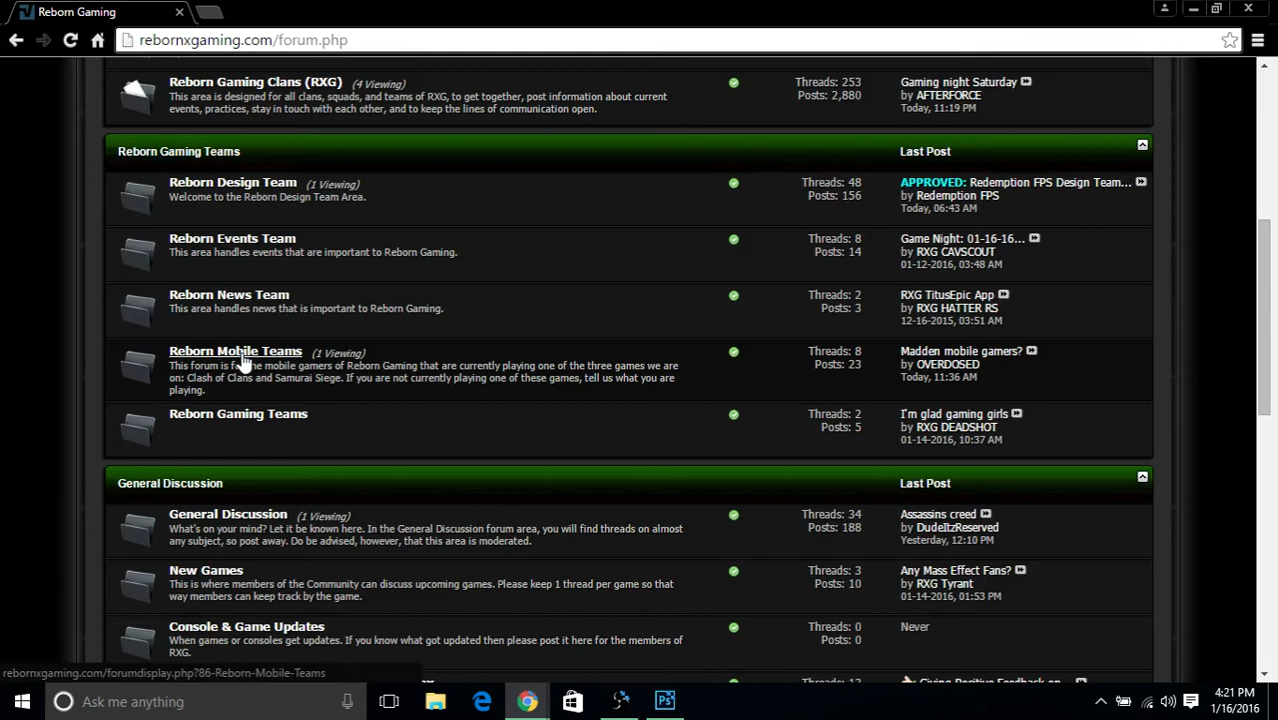 Reborn Gaming
rebornxgaming.com/forum.php
Reborn Gaming Clans (RXG) (4 Viewing)
This area is designed for all clans, squads, and teams of RXG, to get together, post information about current
events, practices, stay in touch with each other, and to keep the lines of communication open.
Threads: 253
Posts: 2,880
Gaming night Saturday
by AFTERFORCE
Today, 11:19 PM
Reborn Gaming Teams
Last Post
Reborn Design Team (1 Viewing)
Welcome to the Reborn Design Team Area.
Threads: 48
Posts: 156
APPROVED: Redemption FPS Design Team...
by Redemption FPS
Today, 06:43 AM
Reborn Events Team
This area handles events that are important to Reborn Gaming.
Threads: 8
Posts: 14
Game Night: 01-16-16...
by RXG CAVSCOUT
01-12-2016, 03:48 AM
Reborn News Team
This area handles news that is important to Reborn Gaming.
Threads: 2
Posts: 3
RXG TitusEpic App
by RXG HATTER RS
12-16-2015, 03:51 AM
Reborn Mobile Teams (1 Viewing)
This forum is the mobile gamers of Reborn Gaming that are currently playing one of the three games we are
on: Clash of Clans and Samurai Siege. If you are not currently playing one of these games, tell us what you are
playing.
Threads: 8
Posts: 23
Madden mobile gamers?
by OVERDOSED
Today, 11:36 AM
Reborn Gaming Teams
Threads: 2
Posts: 5
I'm glad gaming girls
by RXG DEADSHOT
01-14-2016, 10:37 AM
General Discussion
Last Post
General Discussion (1 Viewing)
What's on your mind? Let it be known here. In the General Discussion forum area, you will find threads on almost
any subject, so post away. Do be advised, however, that this area is moderated.
Threads: 34
Posts: 188
Assassins creed
by DudeItzReserved
Yesterday, 12:10 PM
New Games
This is where members of the Community can discuss upcoming games. Please keep 1 thread per game so that
way members can keep track by the game.
Threads: 3
Posts: 10
Any Mass Effect Fans?
by RXG Tyrant
01-14-2016, 01:53 PM
Console & Game Updates
When games or consoles get updates. If you know what got updated then please post it here for the members of
RXG.
Threads: 0
Posts: 0
Never
rebornxgaming.com/forumdisplay.php?86-Reborn-Mobile-Teams
Ask me anything
4:21 PM
1/16/2016